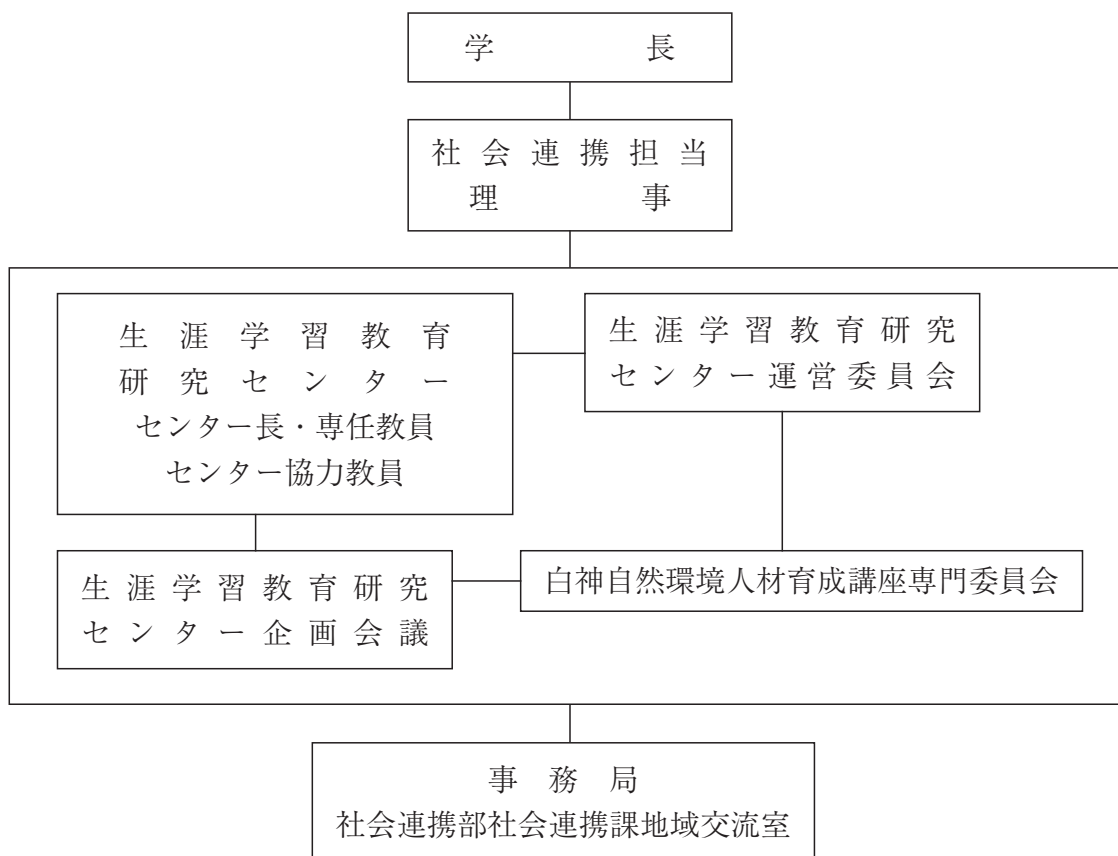 学長
社会連携担当
理事
生涯学習教育
研究センター
センター長・専任教員
センター協力教員
生涯学習教育研究
センター運営委員会
生涯学習教育研究
センター企画会議
白神自然環境人材育成講座専門委員会
事務局
社会連携部社会連携課地域交流室